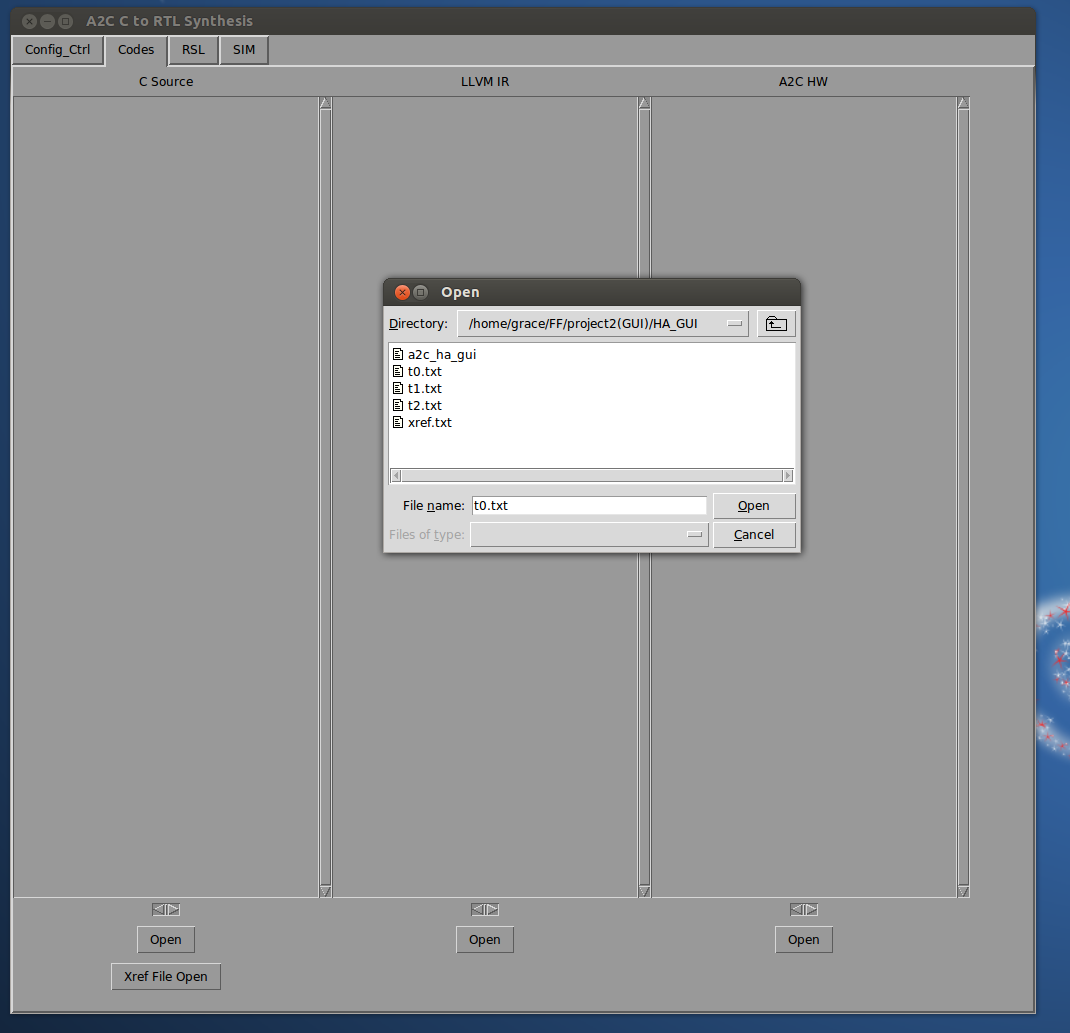 A2C C to RTL Synthesis
Config_Ctrl Codes RSL SIM
C Source LLVM IR A2C HW
Open
Directory: /home/grace/FF/project2(GUI)/HA_GUI
a2c_ha_gui
t0.txt
t1.txt
t2.txt
xref.txt
File name: t0.txt Open
Files of type: Cancel
Open Open Open
Xref File Open